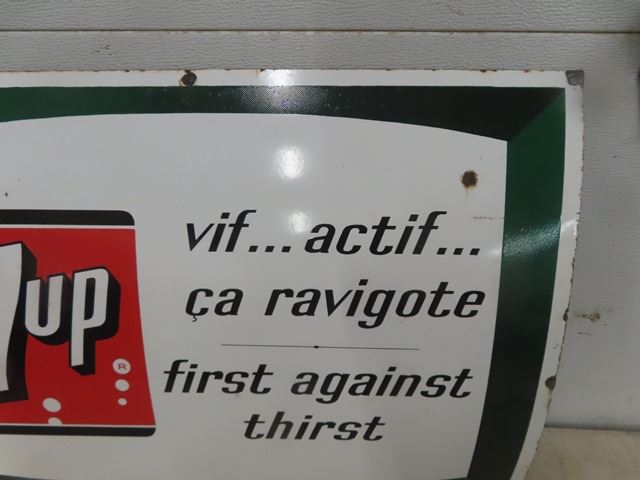 vif... actif...
ça ravigote
up
®
first against
thirst